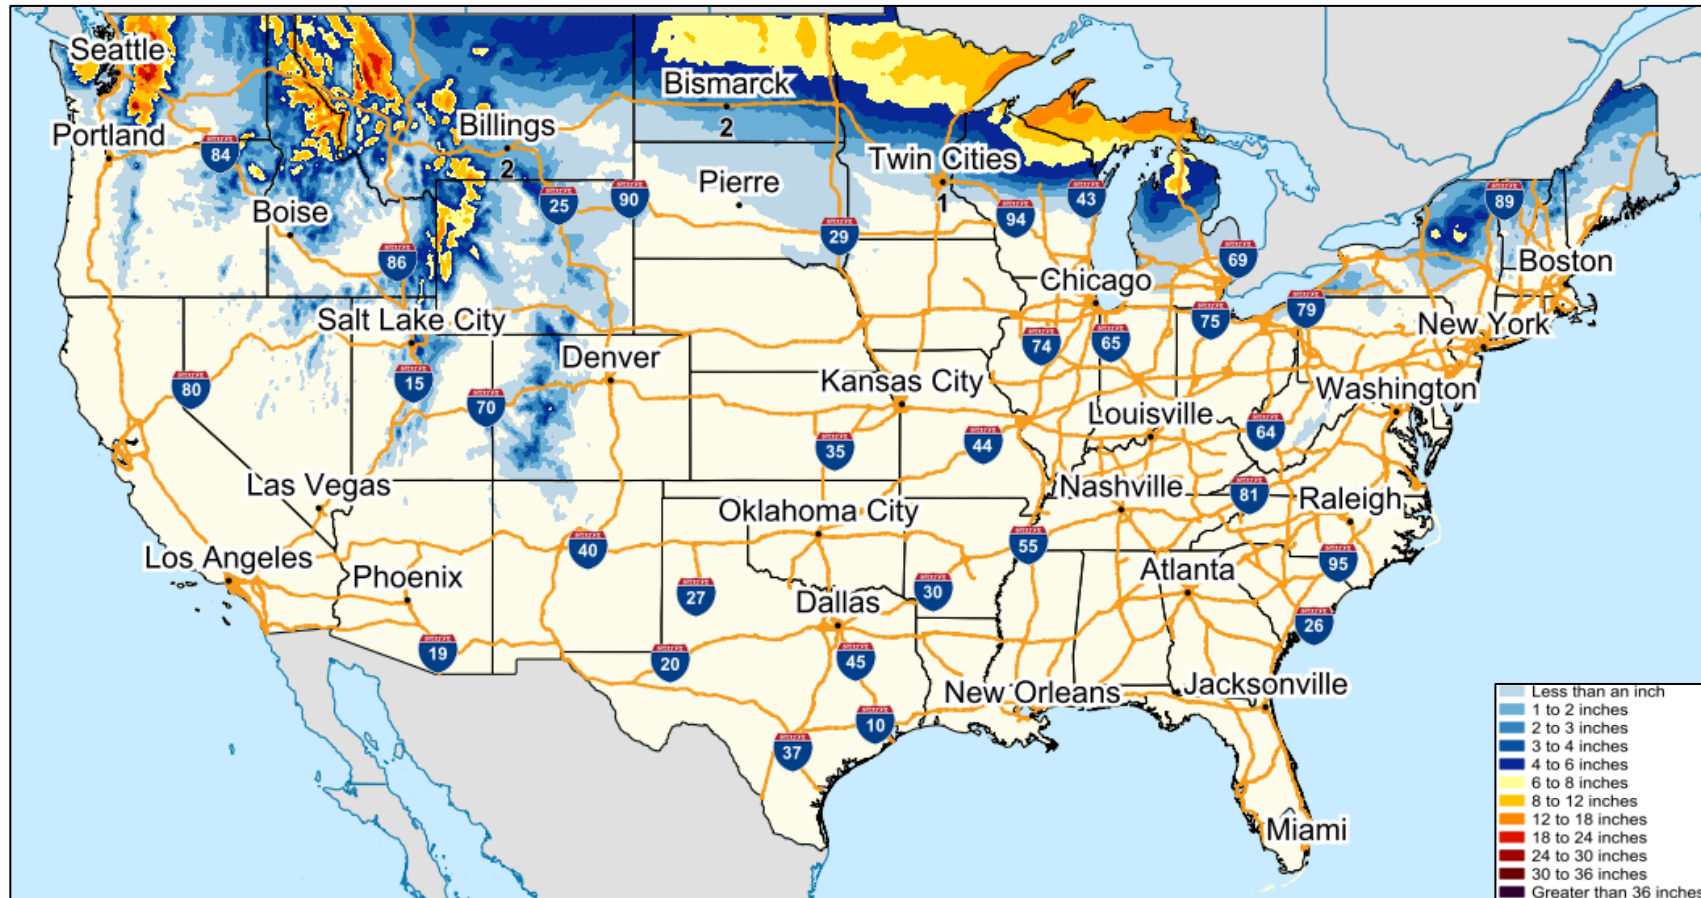 Seattle
Bismarck
2
Portland
Billings
2
84
Twin Cities
1
Pierre
Boise
25
90
43
94
89
29
86
69
Boston
Chicago
Salt Lake City
79
75
New York
74
65
Denver
80
15
70
Kansas City
Washington
Louisville
64
35
44
Las Vegas
Nashville
81
Raleigh
Oklahoma City
40
55
Los Angeles
Phoenix
95
Atlanta
27
30
Dallas
26
19
20
45
New Orleans
Jacksonville
10
37
Miami
Less than an inch
1 to 2 inches
2 to 3 inches
3 to 4 inches
4 to 6 inches
6 to 8 inches
8 to 12 inches
12 to 18 inches
18 to 24 inches
24 to 30 inches
30 to 36 inches
Greater than 36 inches